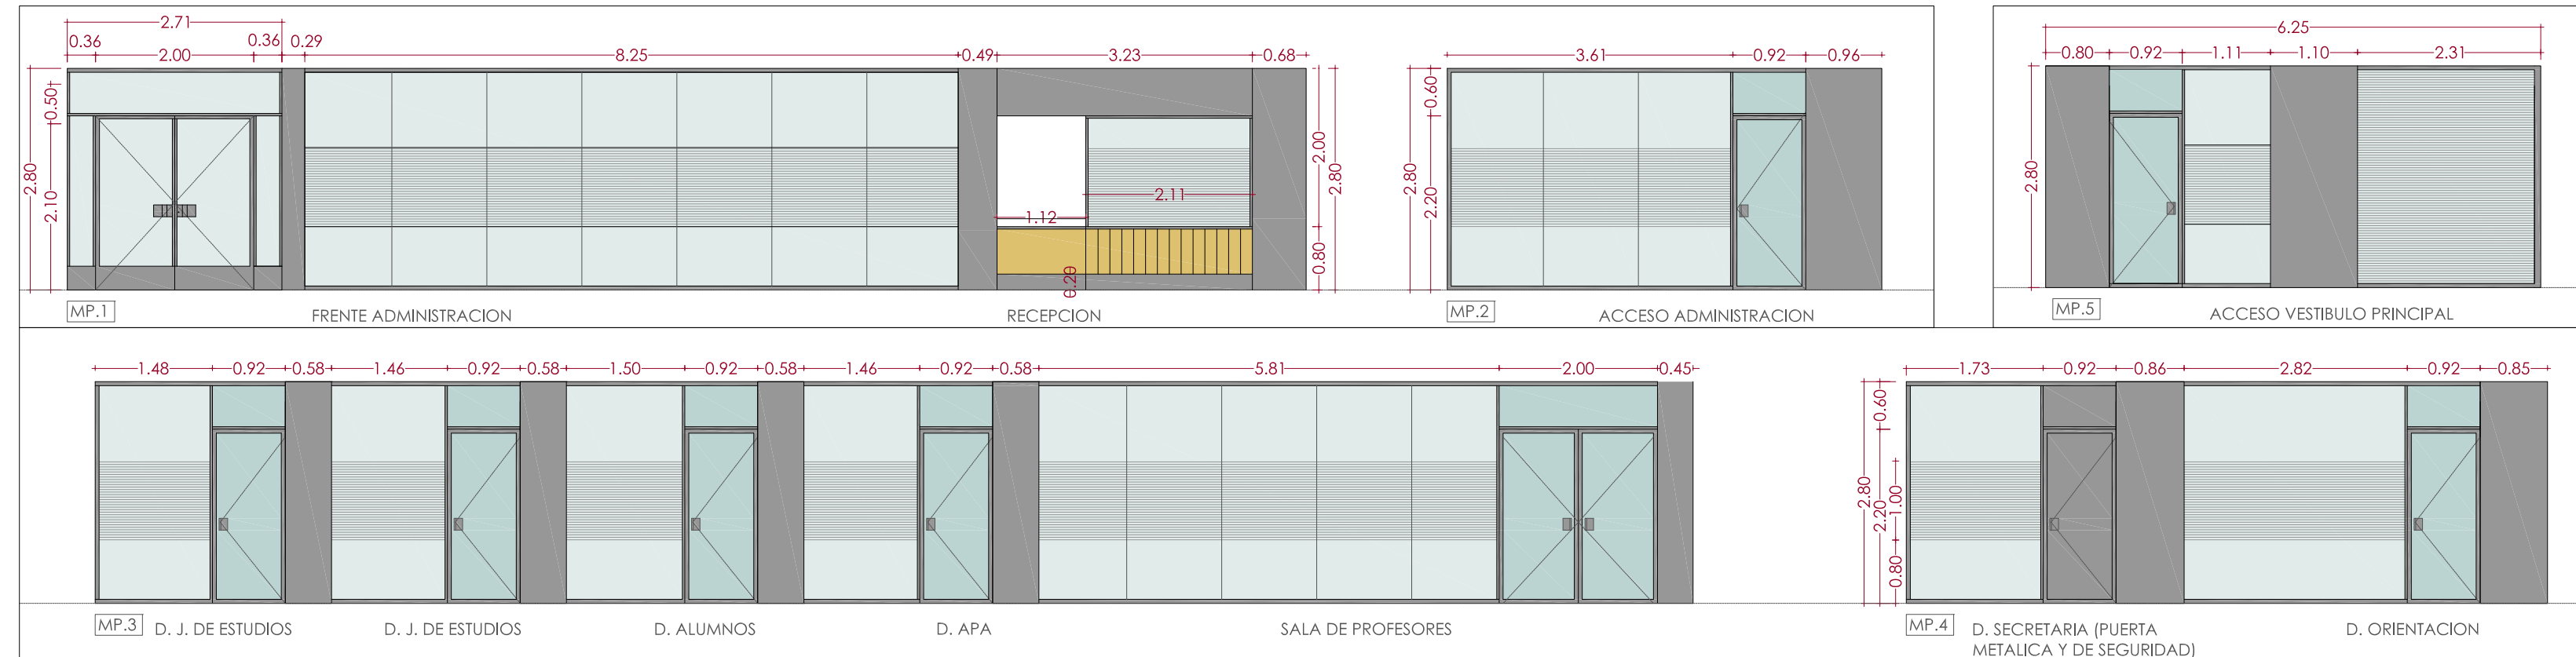 2.71
0.36 2.00 0.36 0.29 8.25 0.49 3.23 0.68
2.80 0.50 2.10
1.12 2.11
0.29
2.00 0.80 2.80
MP.1 FRENTE ADMINISTRACION RECEPCION
3.61 0.92 0.96
2.80 0.60 2.20
MP.2 ACCESO ADMINISTRACION
6.25
0.80 0.92 1.11 1.10 2.31
2.80
MP.5 ACCESO VESTIBULO PRINCIPAL
1.48 0.92 0.58 1.46 0.92 0.58 1.50 0.92 0.58 1.46 0.92 0.58 5.81 2.00 0.45
MP.3 D. J. DE ESTUDIOS D. J. DE ESTUDIOS D. ALUMNOS D. APA SALA DE PROFESORES
1.73 0.92 0.86 2.82 0.92 0.85
2.80 0.60 2.20 1.00 0.80
MP.4 D. SECRETARIA (PUERTA D. ORIENTACION
METALICA Y DE SEGURIDAD)